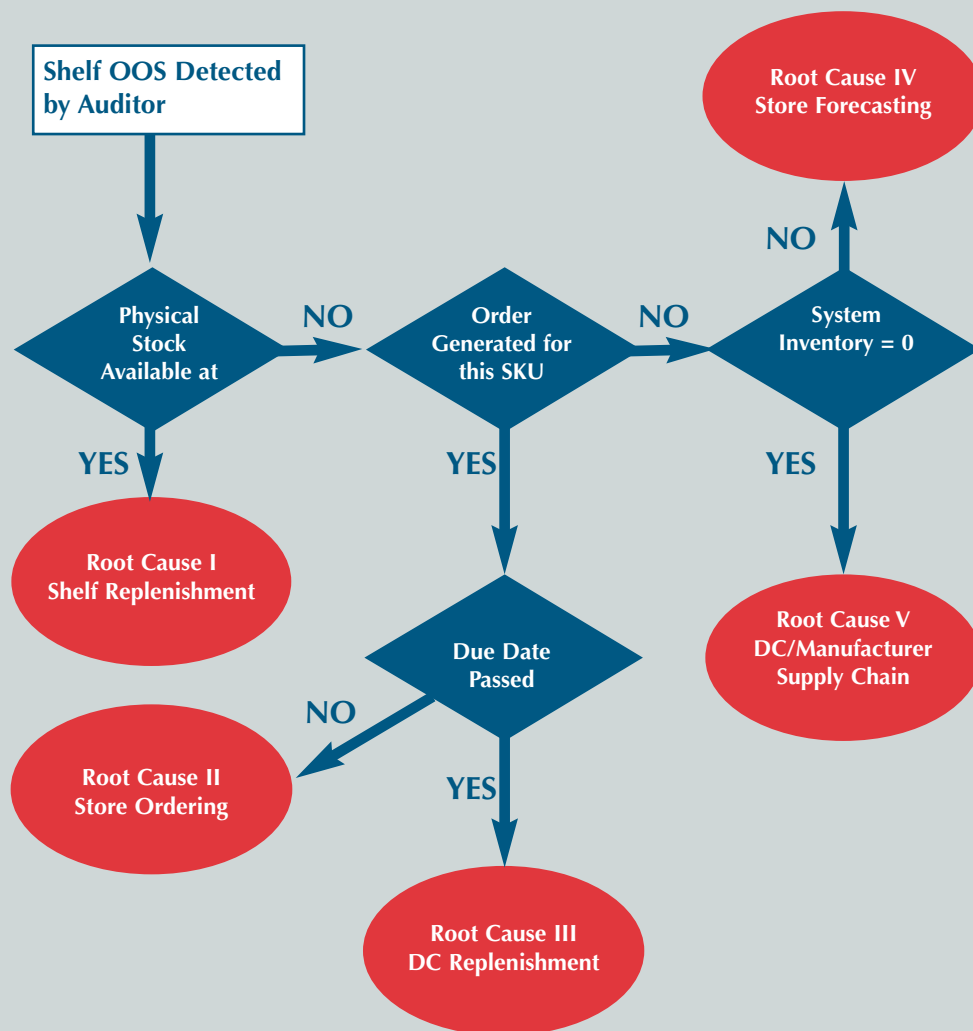 Shelf OOS Detected
by Auditor
Root Cause IV
Store Forecasting
NO
Physical
Stock
Available at
NO
Order
Generated for
this SKU
NO
System
Inventory = 0
YES
YES
YES
Root Cause I
Shelf Replenishment
Due Date
Passed
Root Cause V
DC/Manufacturer
Supply Chain
NO
Root Cause II
Store Ordering
YES
Root Cause III
DC Replenishment